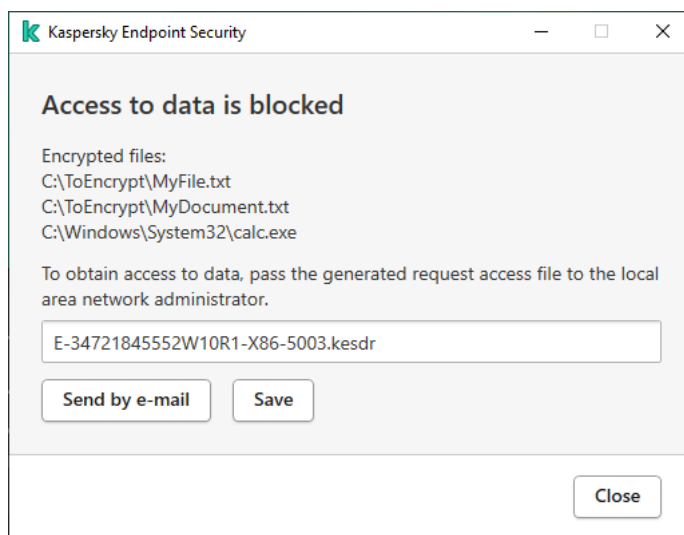 Kaspersky Endpoint Security
Access to data is blocked
Encrypted files:
C:\ToEncrypt\MyFile.txt
C:\ToEncrypt\MyDocument.txt
C:\Windows\System32\calc.exe
To obtain access to data, pass the generated request access file to the local
area network administrator.
E-34721845552W10R1-X86-5003.kesdr
Send by e-mail Save
Close